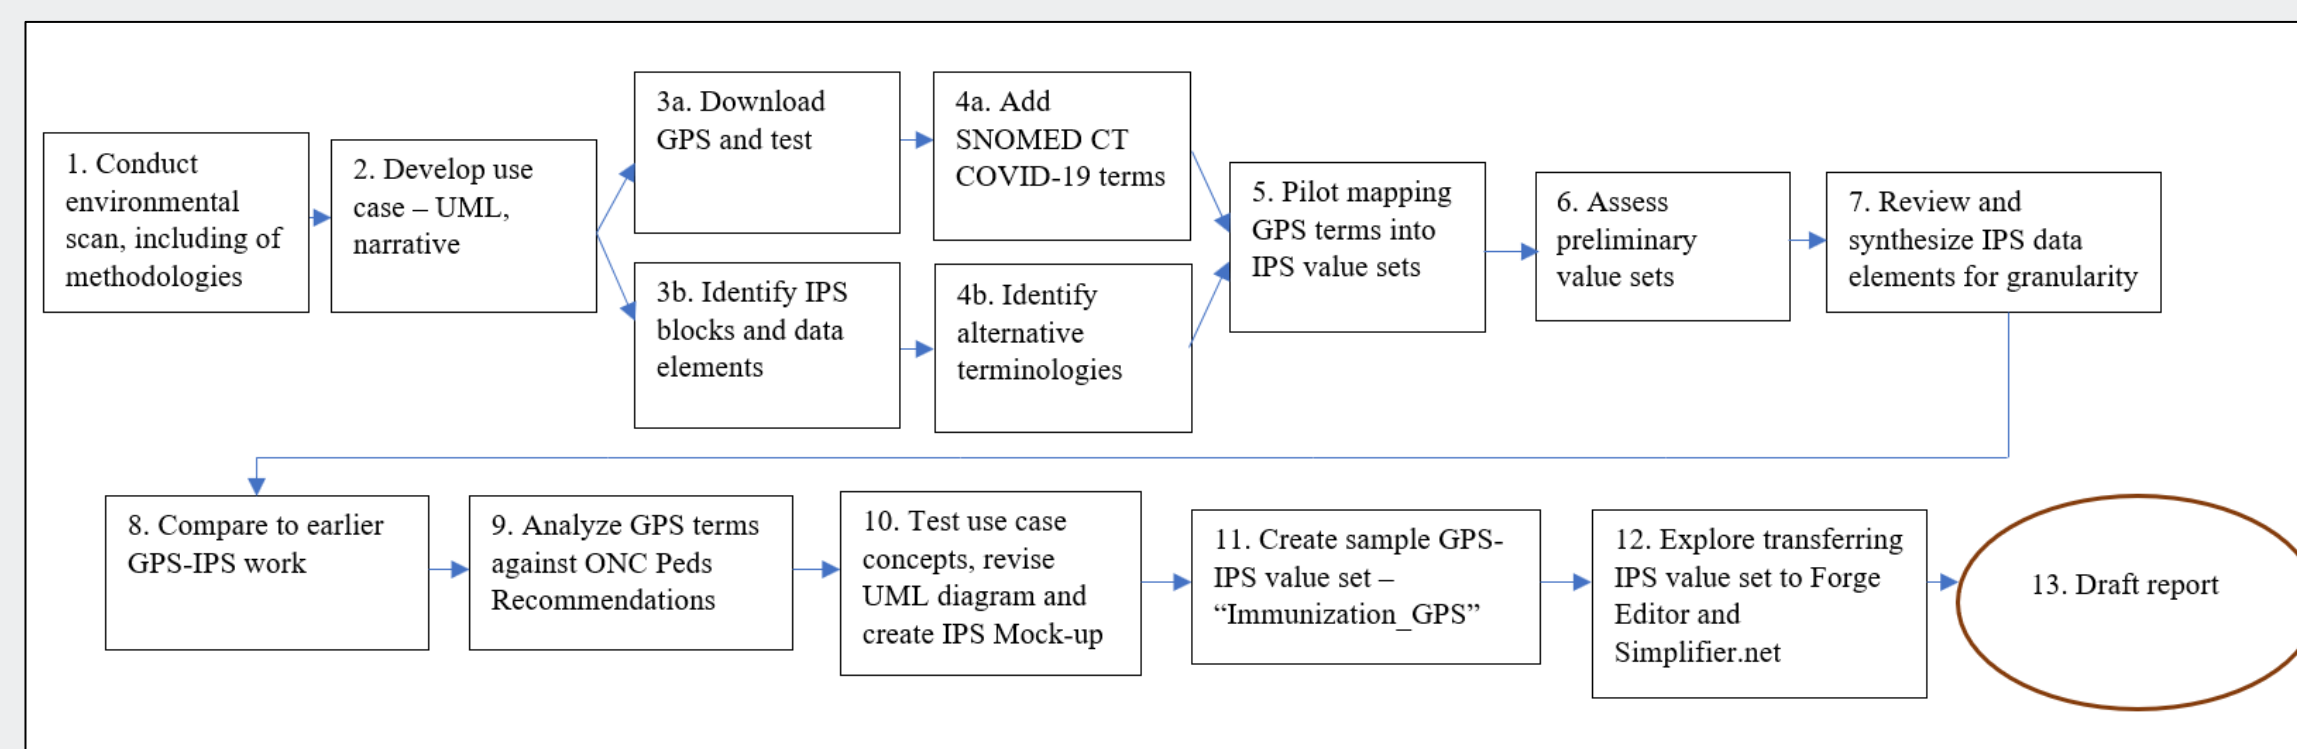 1. Conduct
environmental
scan, including of
methodologies
2. Develop use
case – UML,
narrative
3a. Download
GPS and test
3b. Identify IPS
blocks and data
elements
4a. Add
SNOMED CT
COVID-19 terms
4b. Identify
alternative
terminologies
5. Pilot mapping
GPS terms into
IPS value sets
6. Assess
preliminary
value sets
7. Review and
synthesize IPS data
elements for granularity
8. Compare to earlier
GPS-IPS work
9. Analyze GPS terms
against ONC Peds
Recommendations
10. Test use case
concepts, revise
UML diagram and
create IPS Mock-up
11. Create sample GPS-
IPS value set –
“Immunization_GPS”
12. Explore transferring
IPS value set to Forge
Editor and
Simplifier.net
13. Draft report